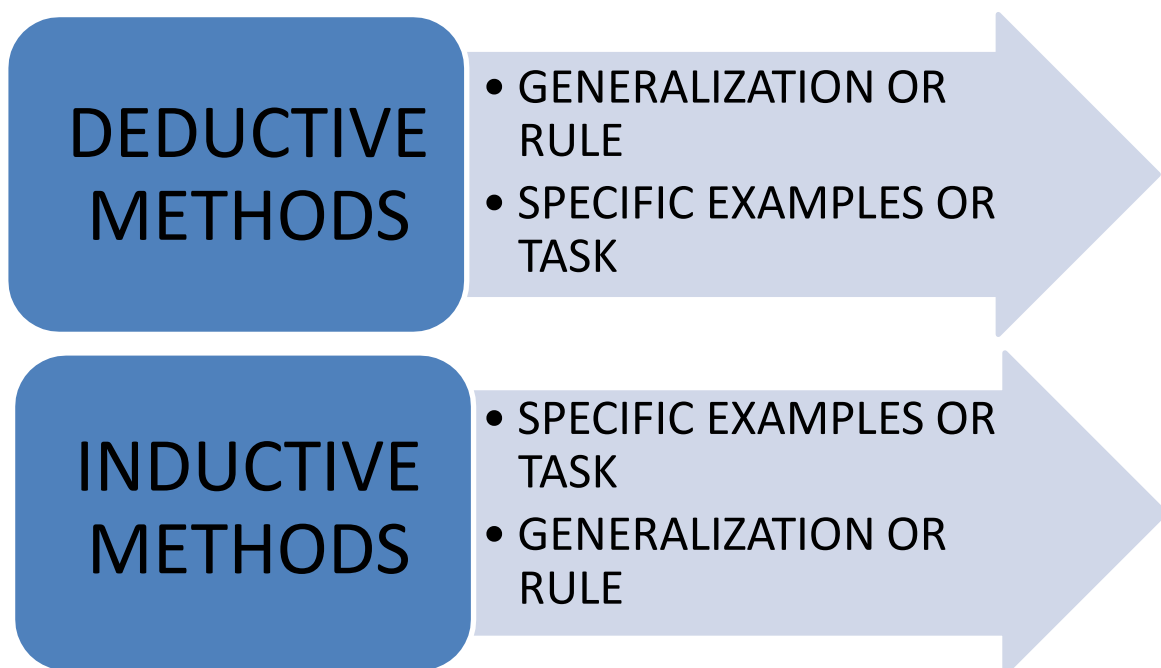 DEDUCTIVE
METHODS
• GENERALIZATION OR
RULE
• SPECIFIC EXAMPLES OR
TASK
INDUCTIVE
METHODS
• SPECIFIC EXAMPLES OR
TASK
• GENERALIZATION OR
RULE